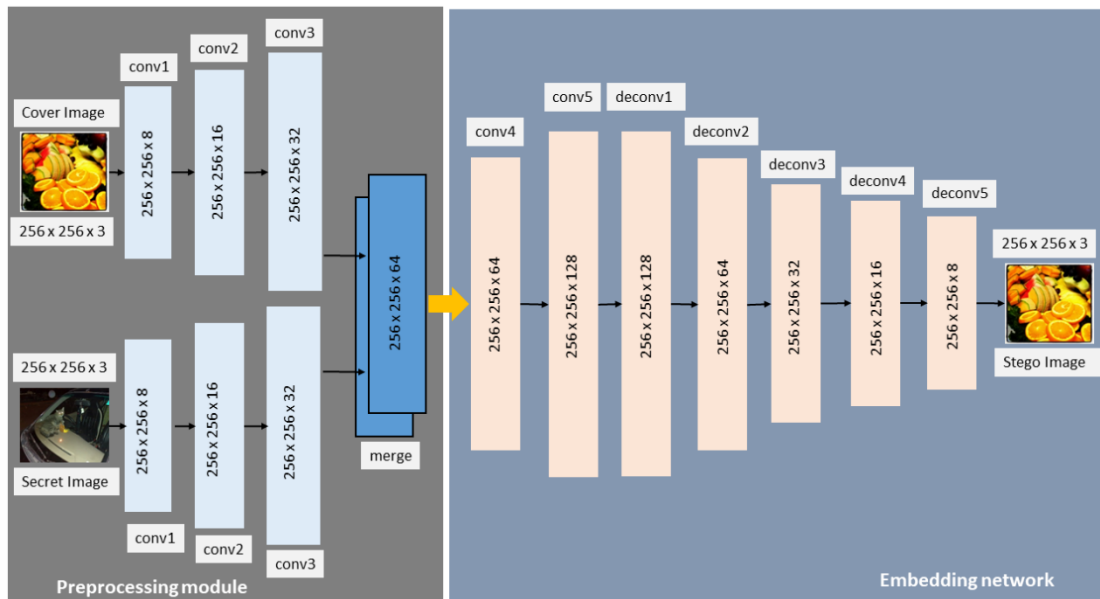 Cover Image
256 x 256 x 3
conv1
256 x 256 x 8
conv2
256 x 256 x 16
conv3
256 x 256 x 32
256 x 256 x 3
Secret Image
256 x 256 x 8
conv1
256 x 256 x 16
conv2
256 x 256 x 32
conv3
256 x 256 x 64
merge
Preprocessing module
conv4
256 x 256 x 64
conv5
256 x 256 x 128
deconv1
256 x 256 x 128
deconv2
256 x 256 x 64
deconv3
256 x 256 x 32
deconv4
256 x 256 x 16
deconv5
256 x 256 x 8
256 x 256 x 3
Stego Image
Embedding network